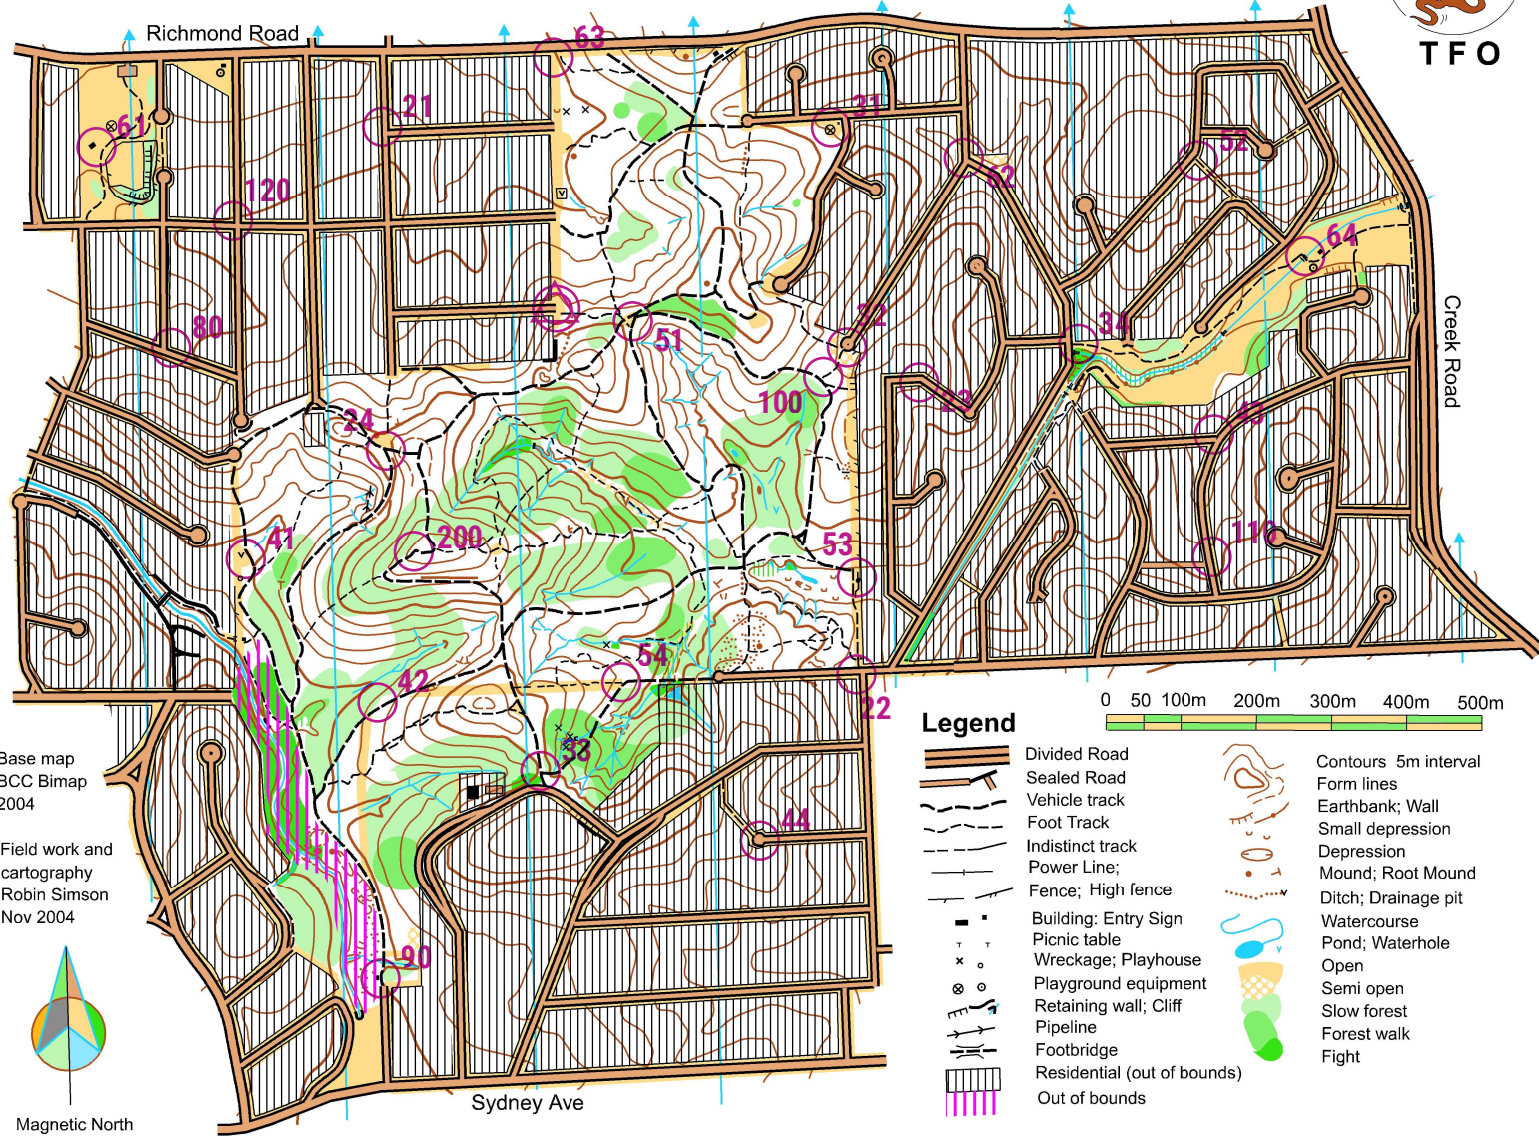 TFO
Richmond Road
63
21
61
31
120
62
52
64
80
32
51
34
Creek Road
100
23
43
24
200
41
53
110
54
42
22
33
44
90
0 50 100m 200m 300m 400m 500m
Legend
Divided Road
Sealed Road
Vehicle track
Foot Track
Indistinct track
Power Line;
Fence; High fence
Building: Entry Sign
Picnic table
Wreckage; Playhouse
Playground equipment
Retaining wall; Cliff
Pipeline
Footbridge
Residential (out of bounds)
Out of bounds
Contours 5m interval
Form lines
Earthbank; Wall
Small depression
Depression
Mound; Root Mound
Ditch; Drainage pit
Watercourse
Pond; Waterhole
Open
Semi open
Slow forest
Forest walk
Fight
Base map
BCC Bimap
2004
Field work and
cartography
Robin Simson
Nov 2004
Magnetic North
Sydney Ave